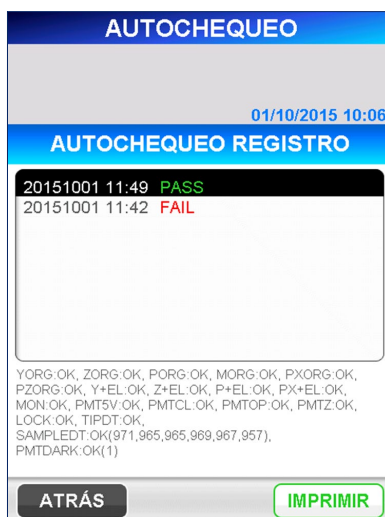 AUTOCHEQUEO
01/10/2015 10:06
AUTOCHEQUEO REGISTRO
20151001 11:49 PASS
20151001 11:42 FAIL
YORG:OK, ZORG:OK, PORG:OK, MORG:OK, PXORG:OK,
PZORG:OK, Y+EL:OK, Z+EL:OK, P+EL:OK, PX+EL:OK,
MON:OK, PMT5V:OK, PMTCL:OK, PMTOP:OK, PMTZ:OK,
LOCK:OK, TIPDT:OK,
SAMPLEDT:OK(971,965,965,969,967,957),
PMTDARK:OK(1)
ATRÁS IMPRIMIR